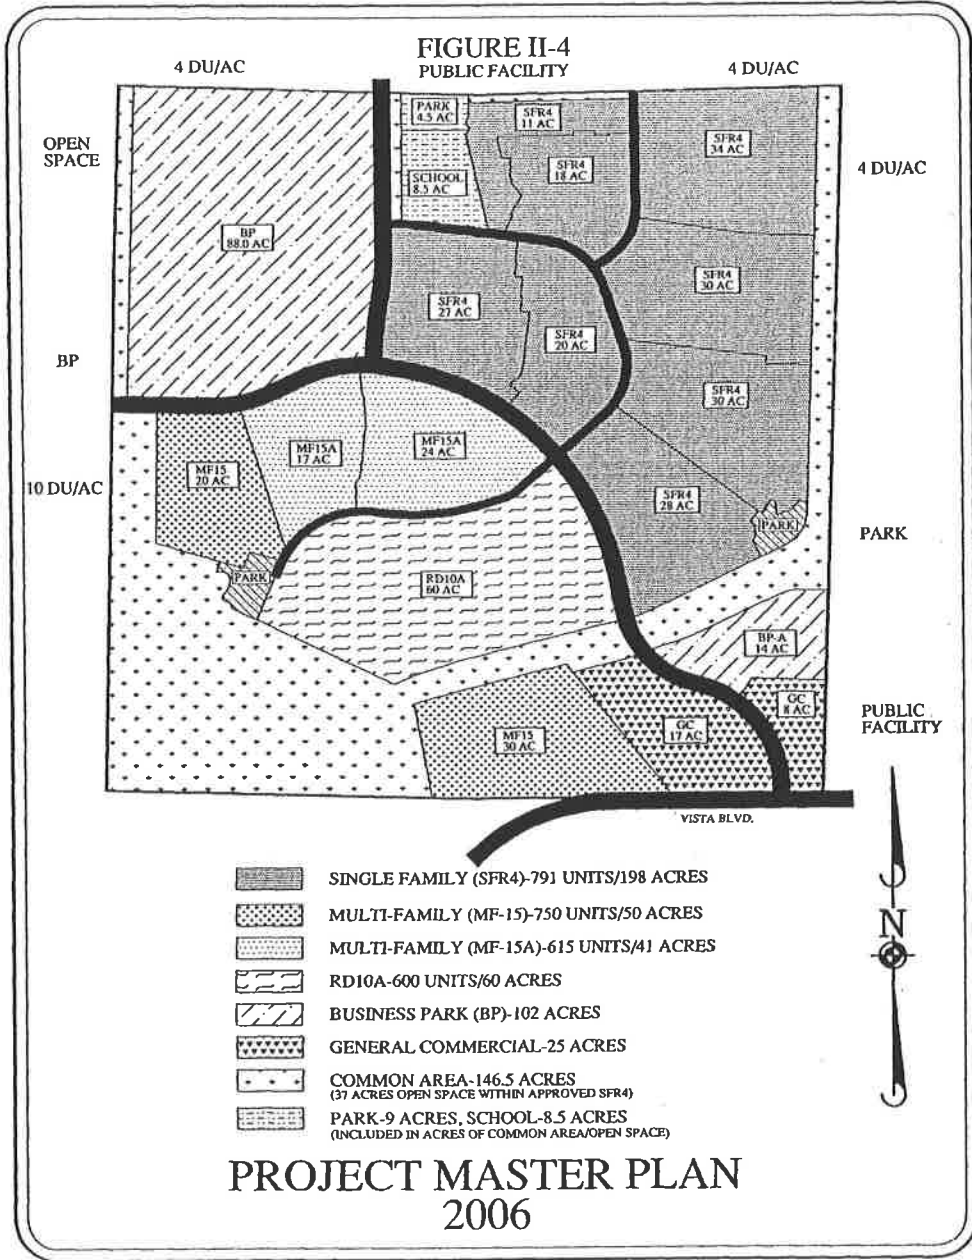 FIGURE II-4
PUBLIC FACILITY
4 DU/AC
4 DU/AC
OPEN
SPACE
PARK
4.5 AC
SFR4
11 AC
SFR4
34 AC
SFR4
18 AC
4 DU/AC
SCHOOL
8.5 AC
BP
88.0 AC
SFR4
30 AC
SFR4
27 AC
SFR4
20 AC
BP
SFR4
30 AC
MF15A
17 AC
MF15A
24 AC
MF15
20 AC
10 DU/AC
SFR4
28 AC
PARK
PARK
PARK
RD10A
60 AC
BP-A
14 AC
GC
8 AC
PUBLIC
FACILITY
GC
17 AC
MF15
30 AC
VISTA BLVD.
SINGLE FAMILY (SFR4)-791 UNITS/198 ACRES
MULTI-FAMILY (MF-15)-750 UNITS/50 ACRES
MULTI-FAMILY (MF-15A)-615 UNITS/41 ACRES
RD10A-600 UNITS/60 ACRES
BUSINESS PARK (BP)-102 ACRES
GENERAL COMMERCIAL-25 ACRES
COMMON AREA-146.5 ACRES
(37 ACRES OPEN SPACE WITHIN APPROVED SFR4)
PARK-9 ACRES, SCHOOL-8.5 ACRES
(INCLUDED IN ACRES OF COMMON AREA/OPEN SPACE)
N
PROJECT MASTER PLAN
2006